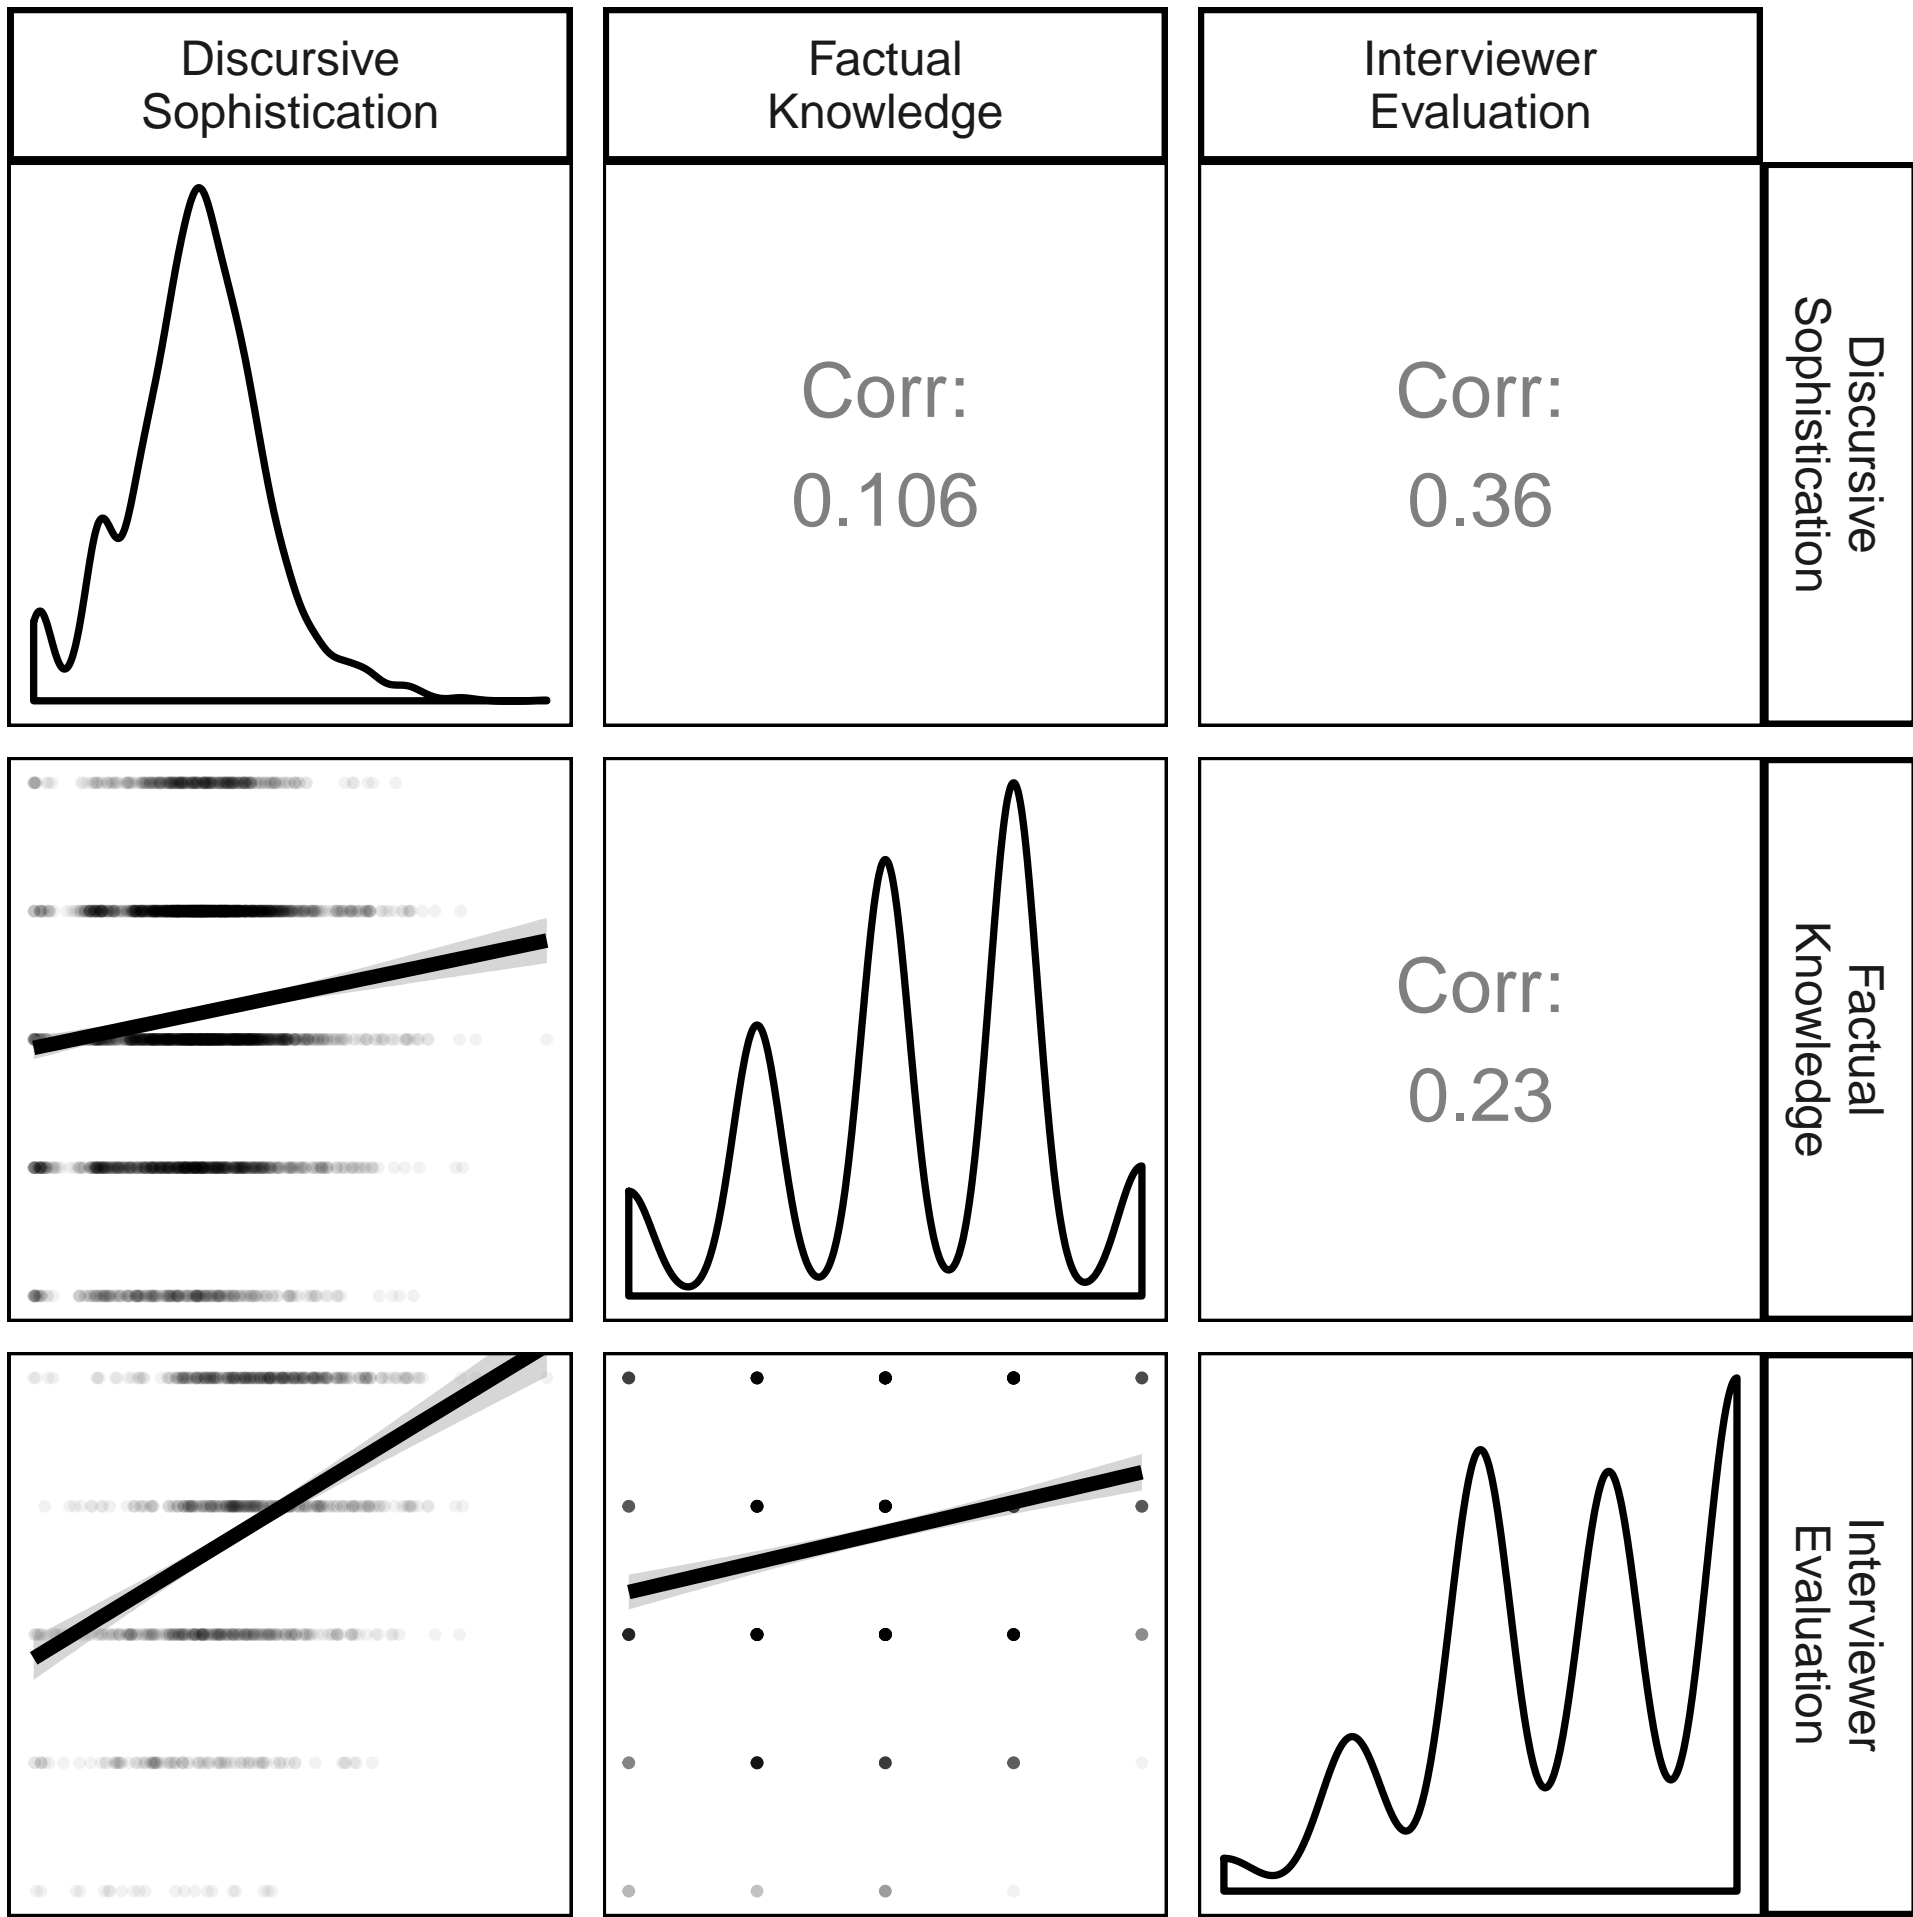 Discursive
Sophistication
Factual
Knowledge
Interviewer
Evaluation
Corr:
0.106
Corr:
0.36
Discursive
Sophistication
Corr:
0.23
Factual
Knowledge
Interviewer
Evaluation